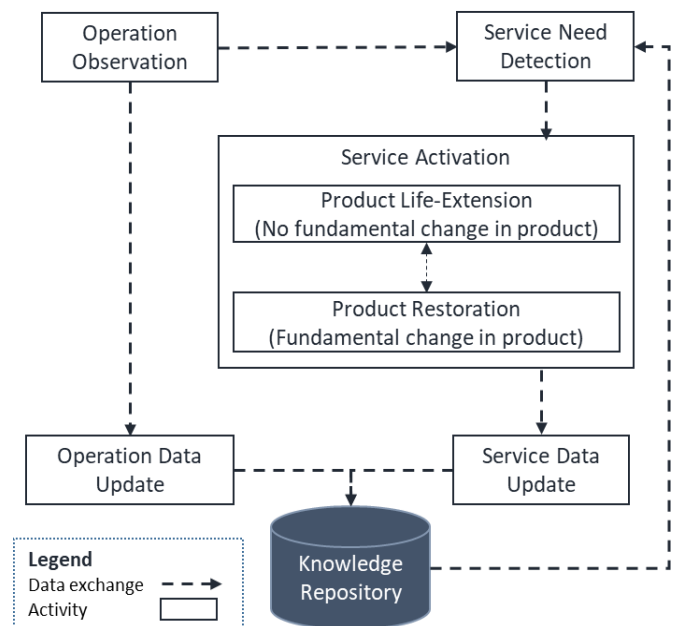 Operation
Observation
Service Need
Detection
Service Activation
Product Life-Extension
(No fundamental change in product)
Product Restoration
(Fundamental change in product)
Operation Data
Update
Service Data
Update
Knowledge
Repository
Legend
Data exchange
Activity